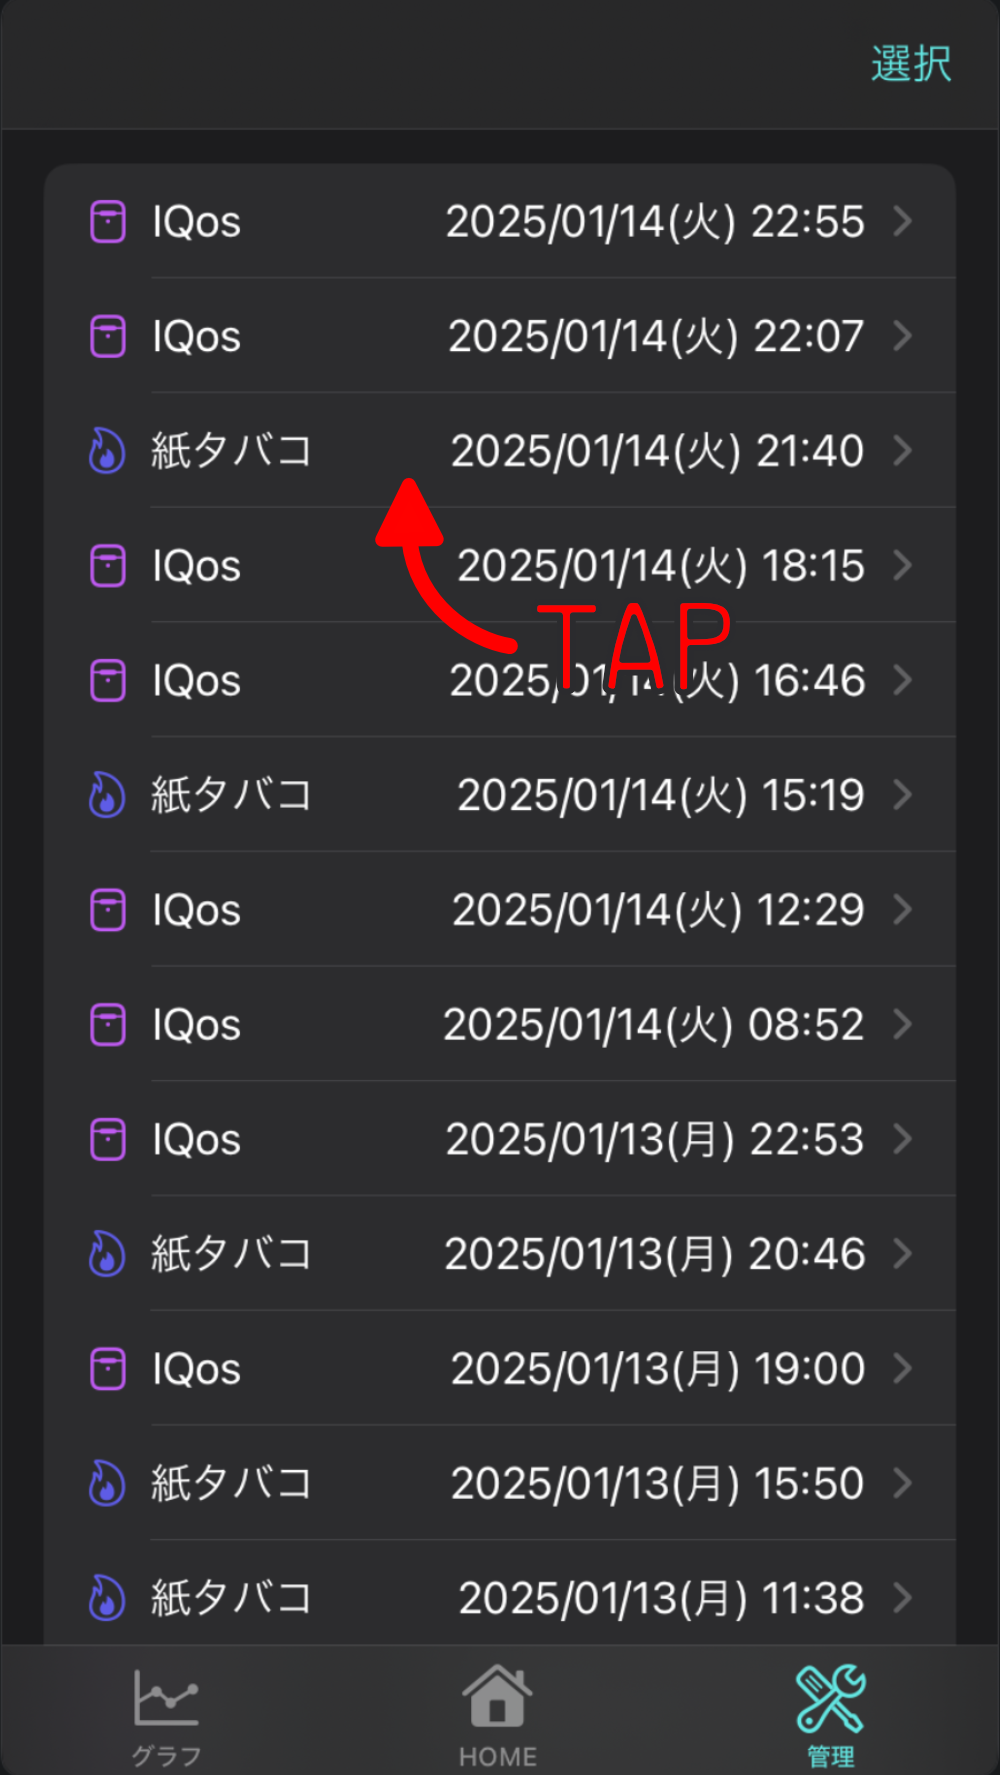 選択
IQos 2025/01/14(火) 22:55
IQos 2025/01/14(火) 22:07
紙タバコ 2025/01/14(火) 21:40
IQos 2025/01/14(火) 18:15
TAP
IQos 2025/01/14(火) 16:46
紙タバコ 2025/01/14(火) 15:19
IQos 2025/01/14(火) 12:29
IQos 2025/01/14(火) 08:52
IQos 2025/01/13(月) 22:53
紙タバコ 2025/01/13(月) 20:46
IQos 2025/01/13(月) 19:00
紙タバコ 2025/01/13(月) 15:50
紙タバコ 2025/01/13(月) 11:38
グラフ HOME 管理